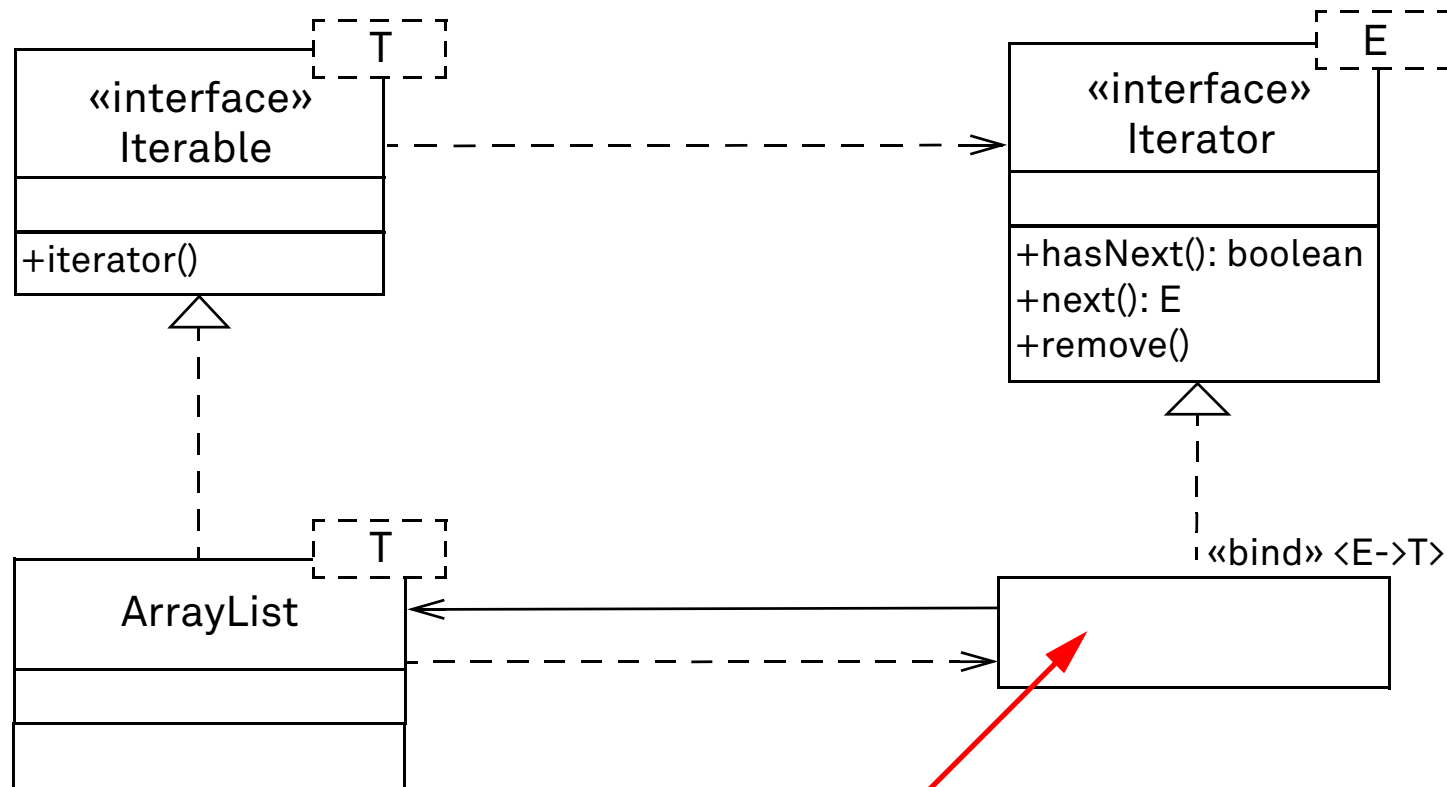 T
«interface»
Iterable
+iterator()
E
«interface»
Iterator
+hasNext(): boolean
+next(): E
+remove()
T
ArrayList
«bind» <E->T>